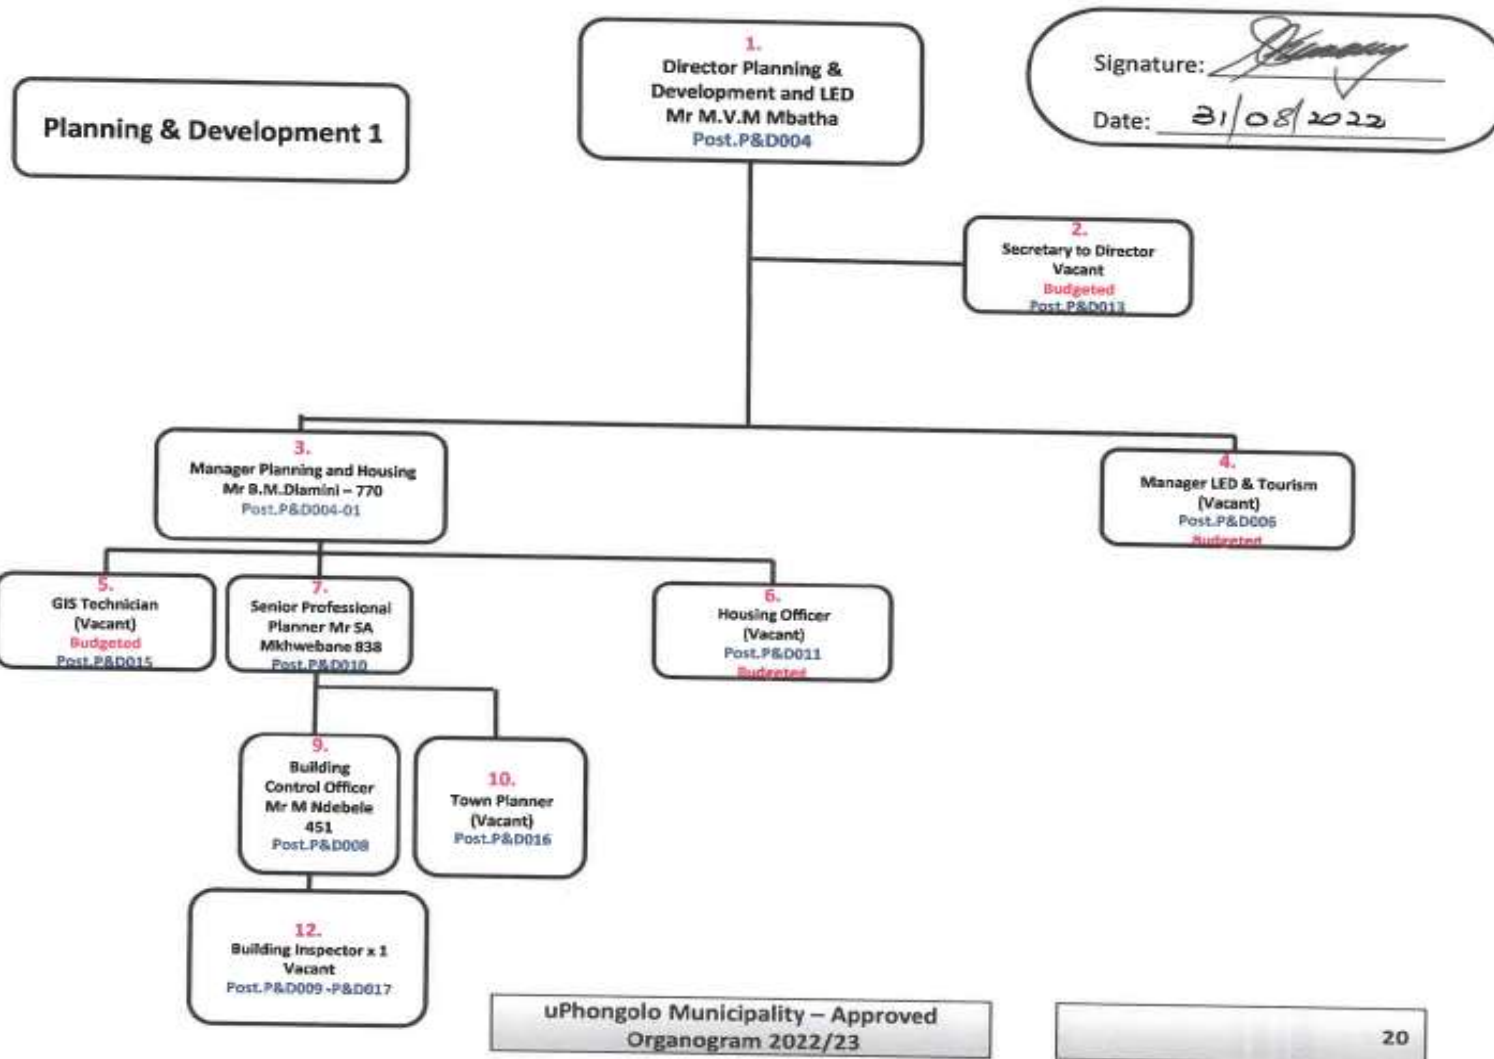 Planning & Development 1
1.
Director Planning &
Development and LED
Mr M.V.M Mbatha
Post.P&D004
Signature:
Date: 31/08/2022
2.
Secretary to Director
Vacant
Budgeted
Post.P&D013
3.
Manager Planning and Housing
Mr B.M.Dlamini – 770
Post.P&D004-01
4.
Manager LED & Tourism
(Vacant)
Post.P&D006
Budgeted
5.
GIS Technician
(Vacant)
Budgeted
Post.P&D015
7.
Senior Professional
Planner Mr SA
Mkhwebane 838
Post.P&D010
6.
Housing Officer
(Vacant)
Post.P&D011
Budgeted
9.
Building
Control Officer
Mr M Ndebele
451
Post.P&D008
10.
Town Planner
(Vacant)
Post.P&D016
12.
Building Inspector x 1
Vacant
Post.P&D009 -P&D017
uPhongolo Municipality – Approved
Organogram 2022/23
20